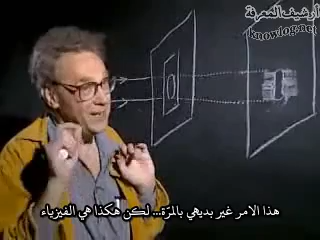 أرشيف المعرفة
knowlog.net
هذا الامر غير بديهي بالمرّة... لكن هكذا هي الفيزياء